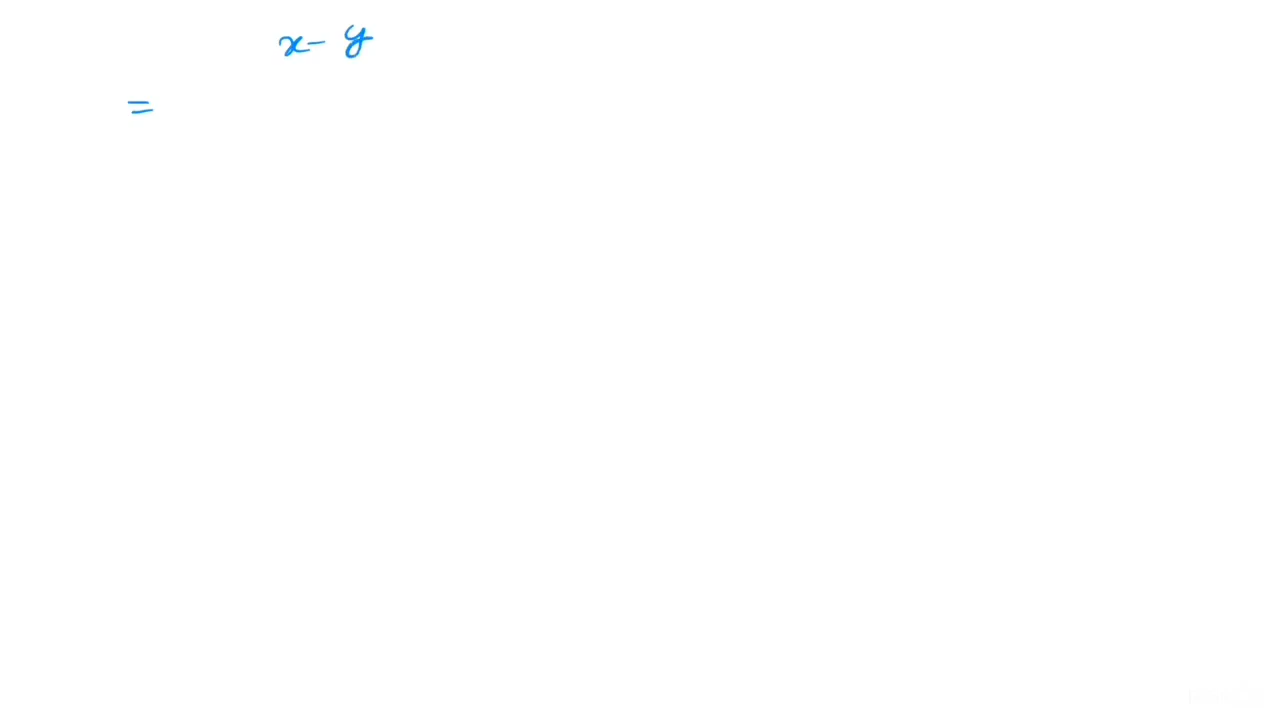 x - y
=